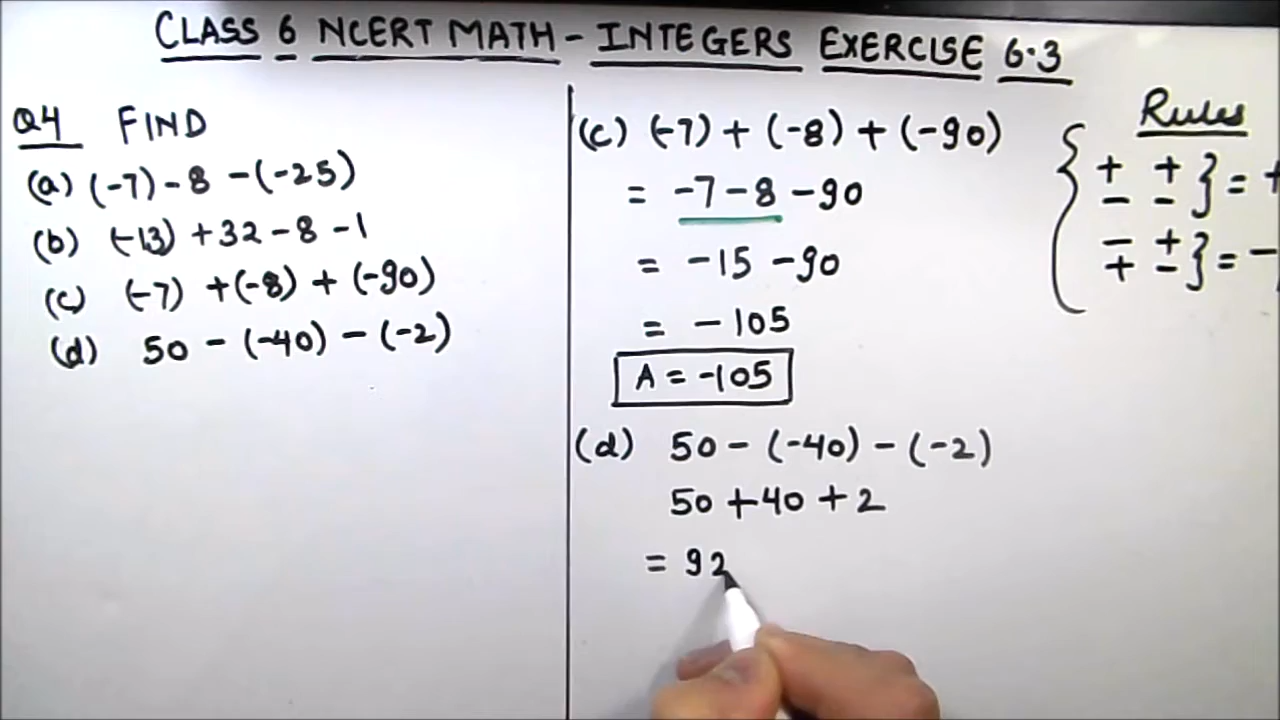 CLASS 6 NCERT MATH - INTEGERS EXERCISE 6.3
Q4 FIND
(a) (-7) - 8 - (-25)
(b) (-13) + 32 - 8 - 1
(c) (-7) + (-8) + (-90)
(d) 50 - (-40) - (-2)
(c) (-7) + (-8) + (-90)
= -7 - 8 - 90
= -15 - 90
= -105
A = -105
(d) 50 - (-40) - (-2)
50 + 40 + 2
= 92
Rules
{ + +
- - } = +
- +
+ - } = -